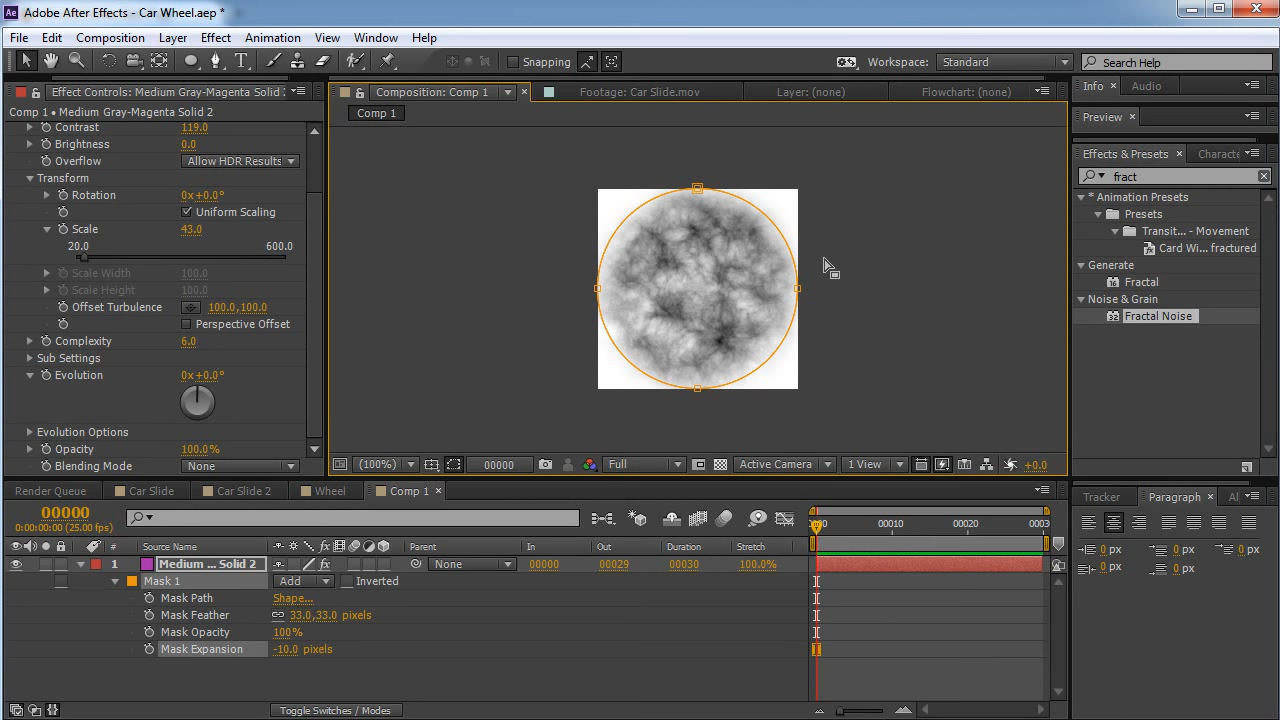 Ae Adobe After Effects - Car Wheel.aep *
File Edit Composition Layer Effect Animation View Window Help
Snapping Workspace: Standard Search Help
Effect Controls: Medium Gray-Magenta Solid 2
Composition: Comp 1 Footage: Car Slide.mov Layer: (none) Flowchart: (none)
Info Audio
Comp 1 • Medium Gray-Magenta Solid 2
Comp 1
Preview
Contrast 119.0
Brightness 0.0
Overflow Allow HDR Results
Transform
Rotation 0x+0.0°
Uniform Scaling
Scale 43.0
20.0 600.0
Scale Width 100.0
Scale Height 100.0
Offset Turbulence 100.0,100.0
Perspective Offset
Complexity 6.0
Sub Settings
Evolution 0x+0.0°
Evolution Options
Opacity 100.0%
Blending Mode None
Effects & Presets Characte
fract
* Animation Presets
Presets
Transit... - Movement
Card Wi... fractured
Generate
Fractal
Noise & Grain
Fractal Noise
(100%) 00000 Full Active Camera 1 View +0.0
Render Queue Car Slide Car Slide 2 Wheel Comp 1
Tracker Paragraph Al
00000
0:00:00:00 (25.00 fps)
00010 00020
# Source Name Parent In Out Duration Stretch
1 Medium ... Solid 2 None 00000 00029 00030 100.0%
Mask 1 Add Inverted
Mask Path Shape...
Mask Feather 33.0,33.0 pixels
Mask Opacity 100%
Mask Expansion -10.0 pixels
Toggle Switches / Modes
0 px 0 px 0 px
0 px 0 px